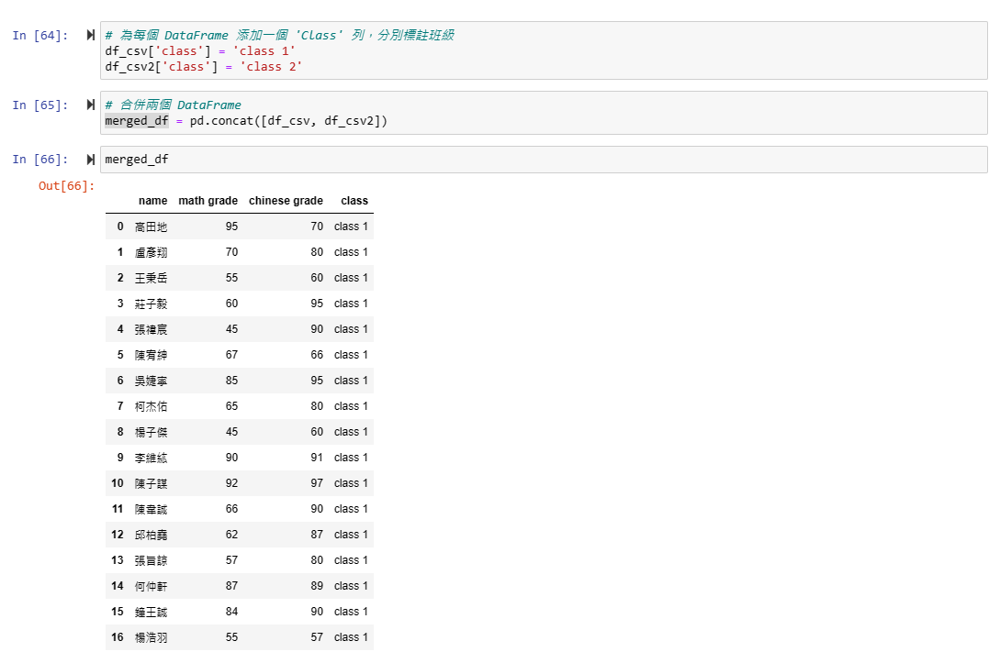 In [64]:
# 為每個 DataFrame 添加一個 'Class' 列，分別標註班級
df_csv['class'] = 'class 1'
df_csv2['class'] = 'class 2'
In [65]:
# 合併兩個 DataFrame
merged_df = pd.concat([df_csv, df_csv2])
In [66]:
merged_df
Out[66]:
name math grade chinese grade class
0 高田地 95 70 class 1
1 盧彥翔 70 80 class 1
2 王秉岳 55 60 class 1
3 莊子毅 60 95 class 1
4 張禕宸 45 90 class 1
5 陳宥紳 67 66 class 1
6 吳婕寧 85 95 class 1
7 柯杰佑 65 80 class 1
8 楊子傑 45 60 class 1
9 李維紘 90 91 class 1
10 陳子謀 92 97 class 1
11 陳韋誠 66 90 class 1
12 邱柏堯 62 87 class 1
13 張旨諒 57 80 class 1
14 何仲軒 87 89 class 1
15 鐘王誠 84 90 class 1
16 楊浩羽 55 57 class 1